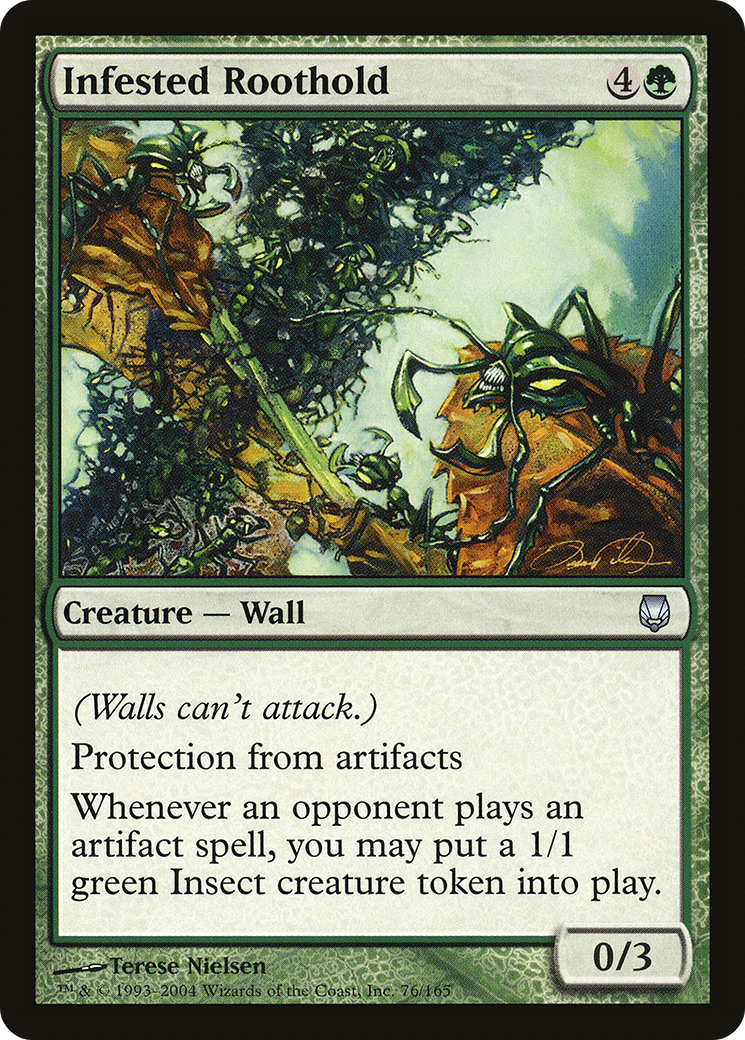 Infested Roothold 4
Creature — Wall
(Walls can't attack.)
Protection from artifacts
Whenever an opponent plays an
artifact spell, you may put a 1/1
green Insect creature token into play.
0/3
Terese Nielsen
™ & © 1993–2004 Wizards of the Coast, Inc. 76/165